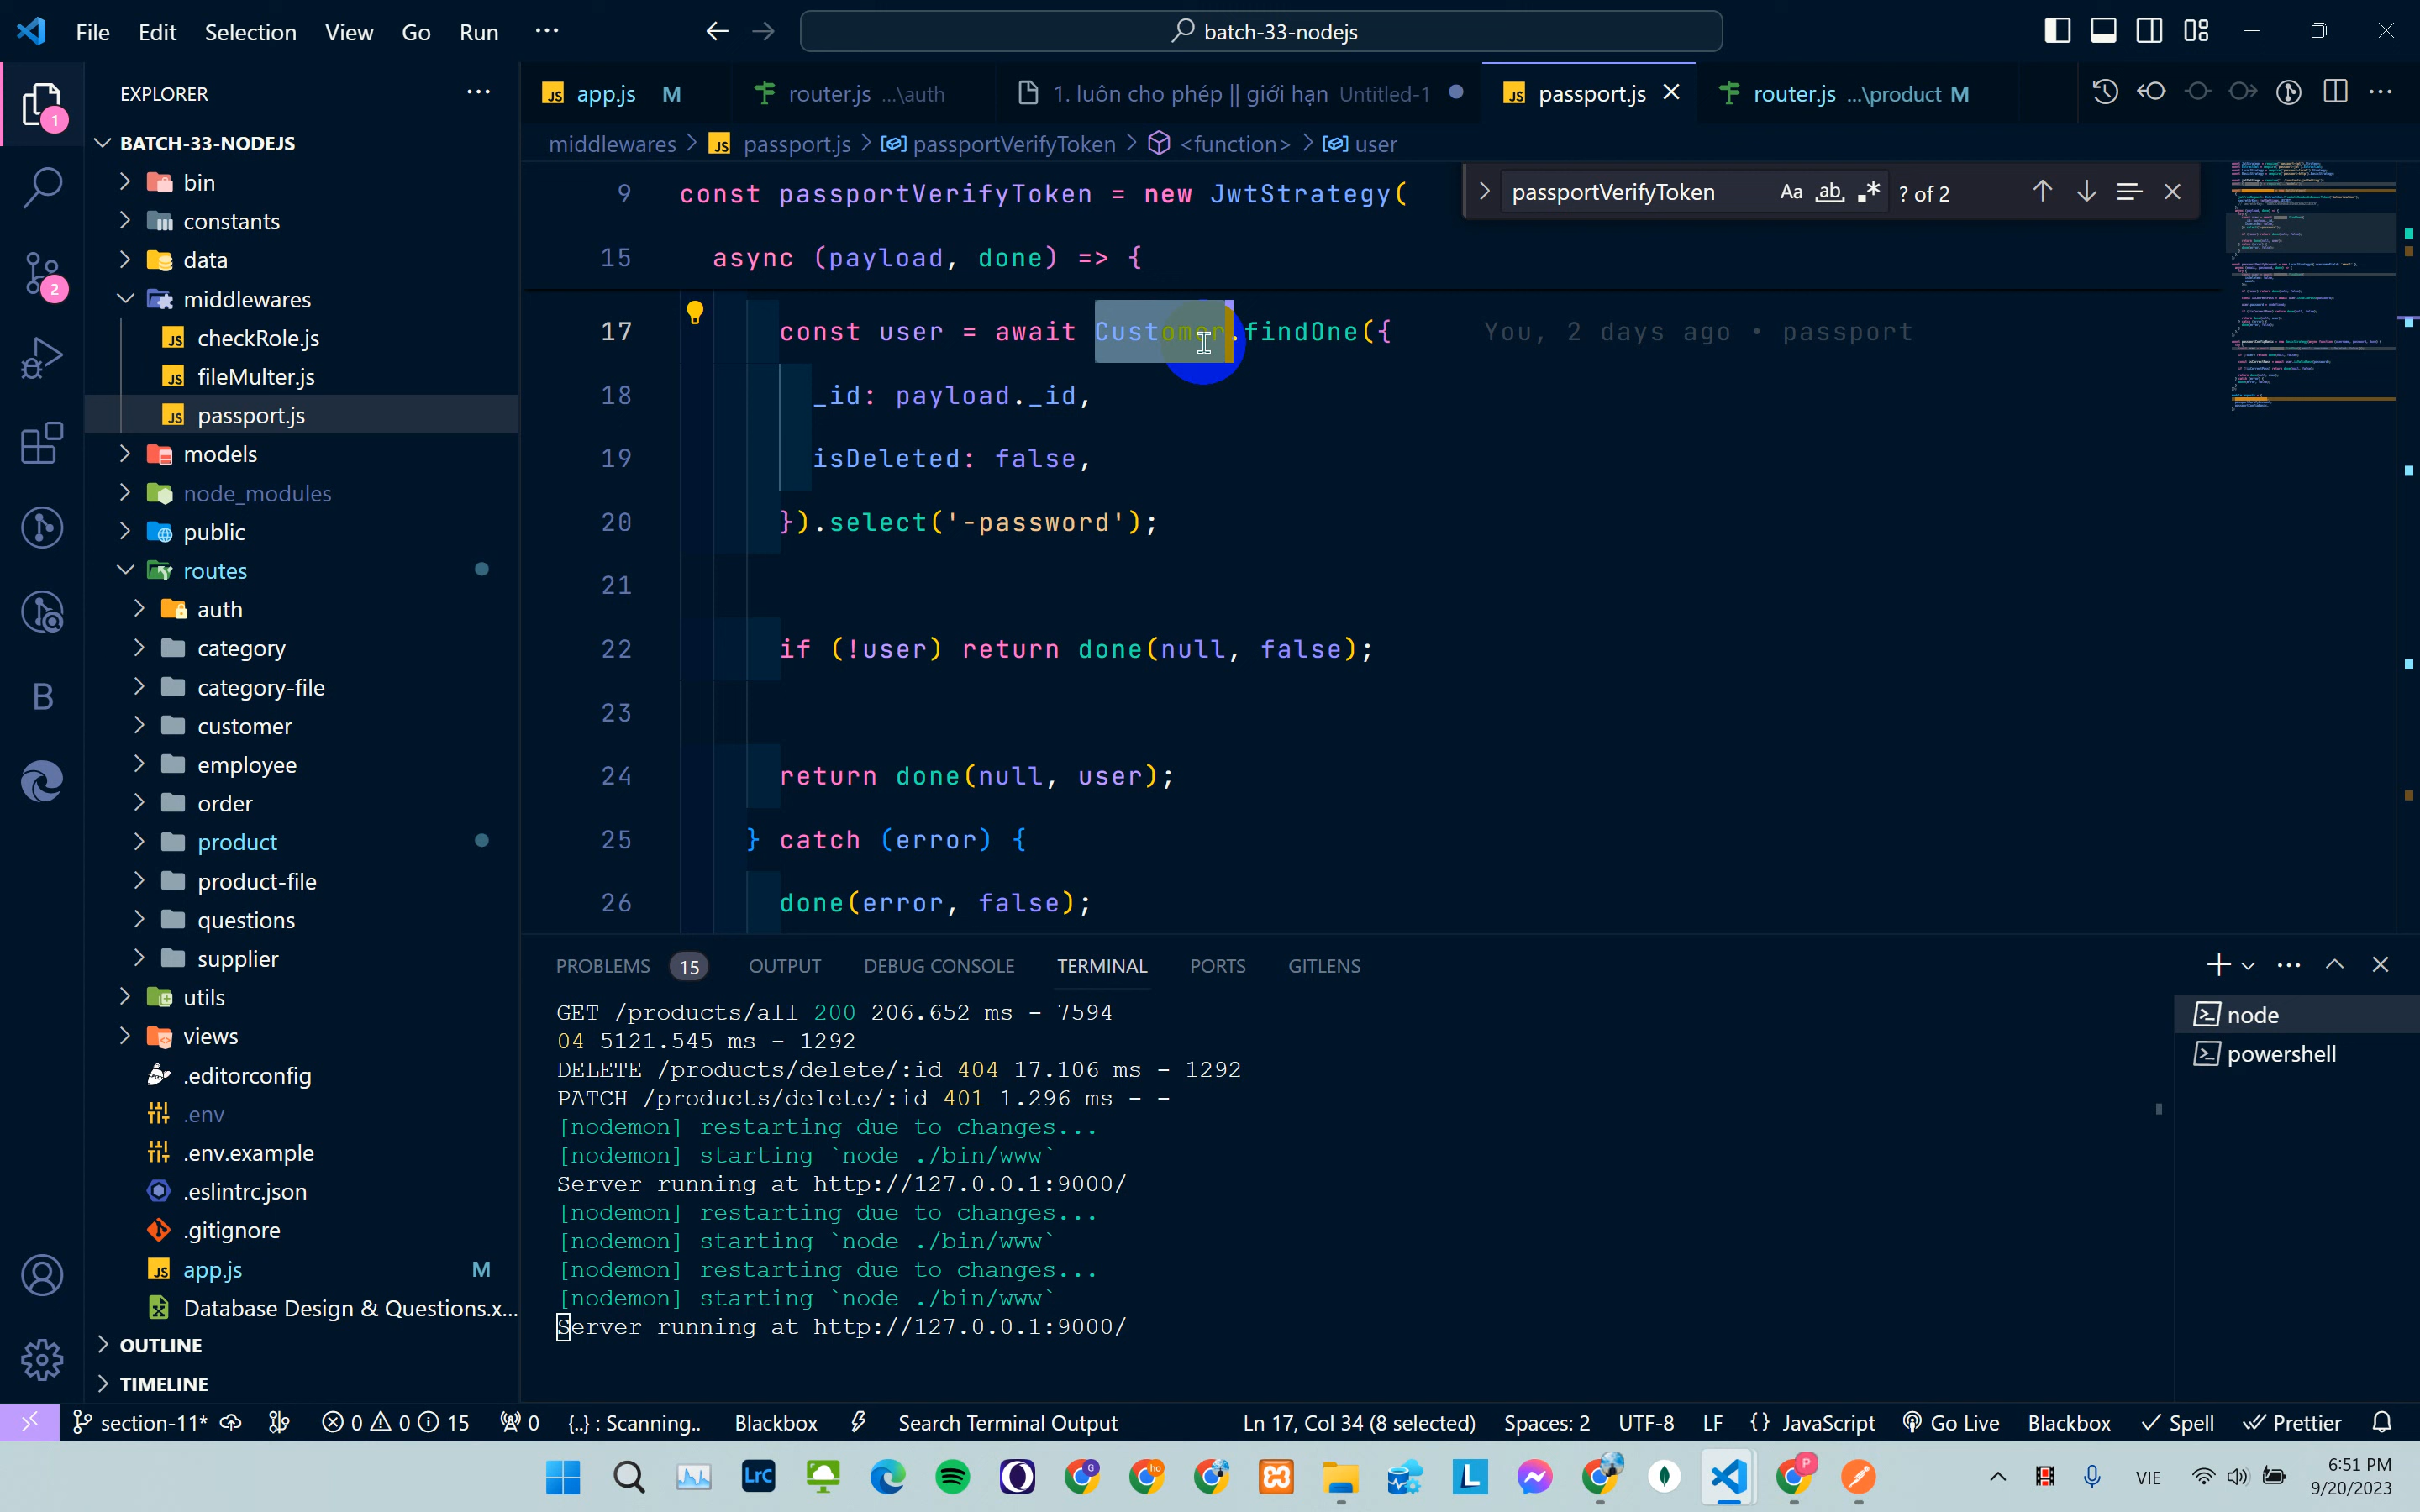 File Edit Selection View Go Run ...
batch-33-nodejs
EXPLORER
BATCH-33-NODEJS
bin
constants
data
middlewares
checkRole.js
fileMulter.js
passport.js
models
node_modules
public
routes
auth
category
category-file
customer
employee
order
product
product-file
questions
supplier
utils
views
.editorconfig
.env
.env.example
.eslintrc.json
.gitignore
app.js M
Database Design & Questions.x...
OUTLINE
TIMELINE
1
2
B
app.js M router.js ...\auth 1. luôn cho phép || giới hạn Untitled-1 passport.js router.js ...\product M
middlewares > passport.js > passportVerifyToken > <function> > user
passportVerifyToken Aa ab ? of 2
9 const passportVerifyToken = new JwtStrategy(
15 async (payload, done) => {
17 const user = await Customer.findOne({ You, 2 days ago • passport
18 _id: payload._id,
19 isDeleted: false,
20 }).select('-password');
21
22 if (!user) return done(null, false);
23
24 return done(null, user);
25 } catch (error) {
26 done(error, false);
PROBLEMS 15 OUTPUT DEBUG CONSOLE TERMINAL PORTS GITLENS
GET /products/all 200 206.652 ms - 7594
04 5121.545 ms - 1292
DELETE /products/delete/:id 404 17.106 ms - 1292
PATCH /products/delete/:id 401 1.296 ms - -
[nodemon] restarting due to changes...
[nodemon] starting `node ./bin/www`
Server running at http://127.0.0.1:9000/
[nodemon] restarting due to changes...
[nodemon] starting `node ./bin/www`
[nodemon] restarting due to changes...
[nodemon] starting `node ./bin/www`
Server running at http://127.0.0.1:9000/
node
powershell
section-11* 0 0 15 0 {..} : Scanning.. Blackbox Search Terminal Output Ln 17, Col 34 (8 selected) Spaces: 2 UTF-8 LF {} JavaScript Go Live Blackbox Spell Prettier
LrC
VIE
6:51 PM
9/20/2023